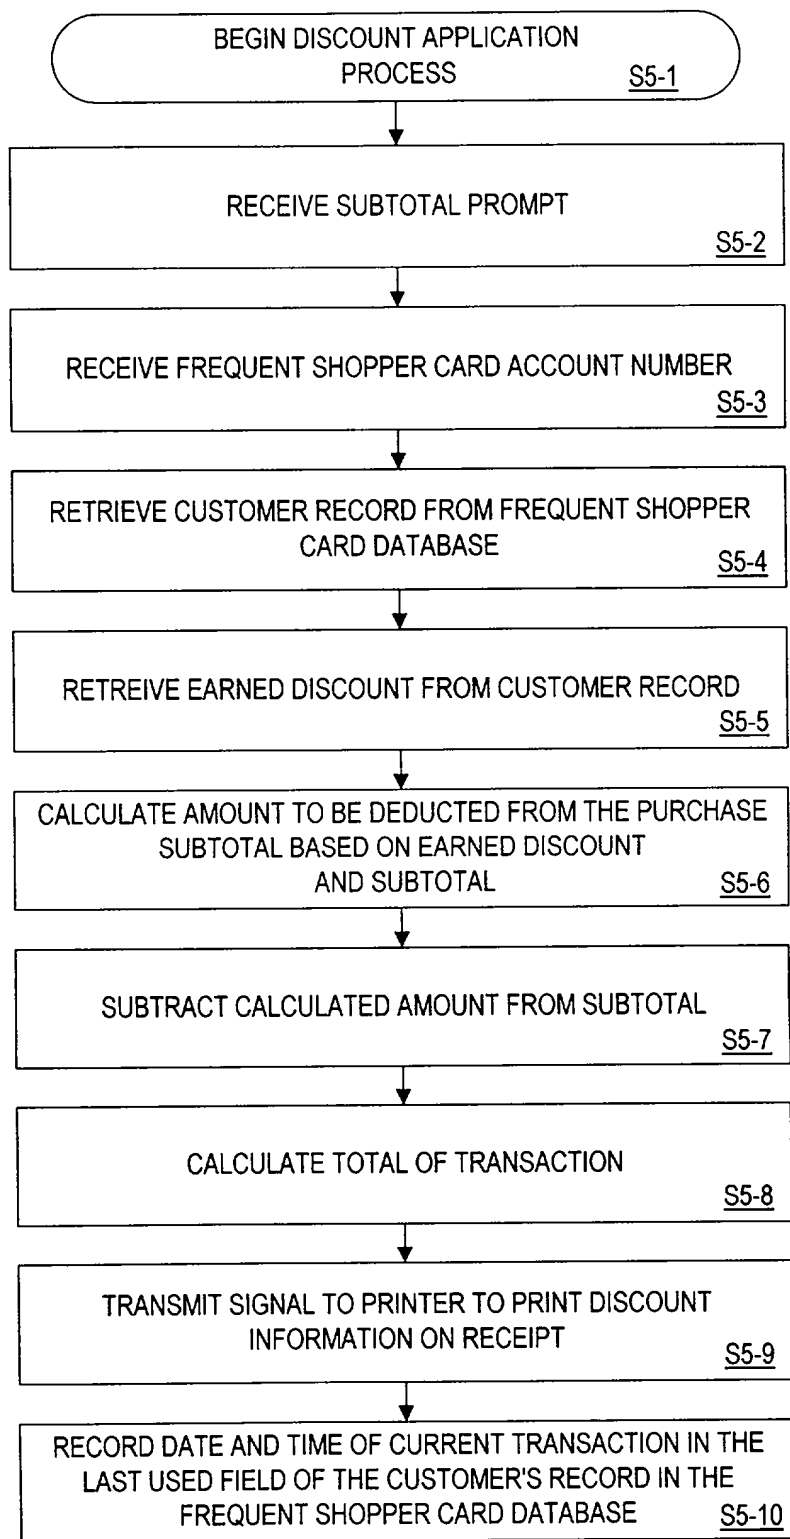 BEGIN DISCOUNT APPLICATION
PROCESS S5-1
RECEIVE SUBTOTAL PROMPT
S5-2
RECEIVE FREQUENT SHOPPER CARD ACCOUNT NUMBER
S5-3
RETRIEVE CUSTOMER RECORD FROM FREQUENT SHOPPER
CARD DATABASE S5-4
RETREIVE EARNED DISCOUNT FROM CUSTOMER RECORD
S5-5
CALCULATE AMOUNT TO BE DEDUCTED FROM THE PURCHASE
SUBTOTAL BASED ON EARNED DISCOUNT
AND SUBTOTAL S5-6
SUBTRACT CALCULATED AMOUNT FROM SUBTOTAL
S5-7
CALCULATE TOTAL OF TRANSACTION
S5-8
TRANSMIT SIGNAL TO PRINTER TO PRINT DISCOUNT
INFORMATION ON RECEIPT
S5-9
RECORD DATE AND TIME OF CURRENT TRANSACTION IN THE
LAST USED FIELD OF THE CUSTOMER'S RECORD IN THE
FREQUENT SHOPPER CARD DATABASE S5-10